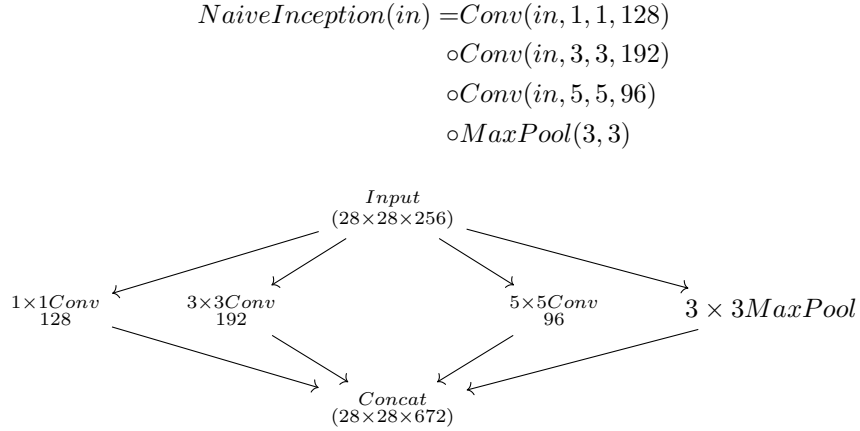 NaiveInception(in) =Conv(in, 1, 1, 128)
∘Conv(in, 3, 3, 192)
∘Conv(in, 5, 5, 96)
∘MaxPool(3, 3)
Input
(28×28×256)
1×1Conv 3×3Conv 5×5Conv 3 × 3MaxPool
128 192 96
Concat
(28×28×672)